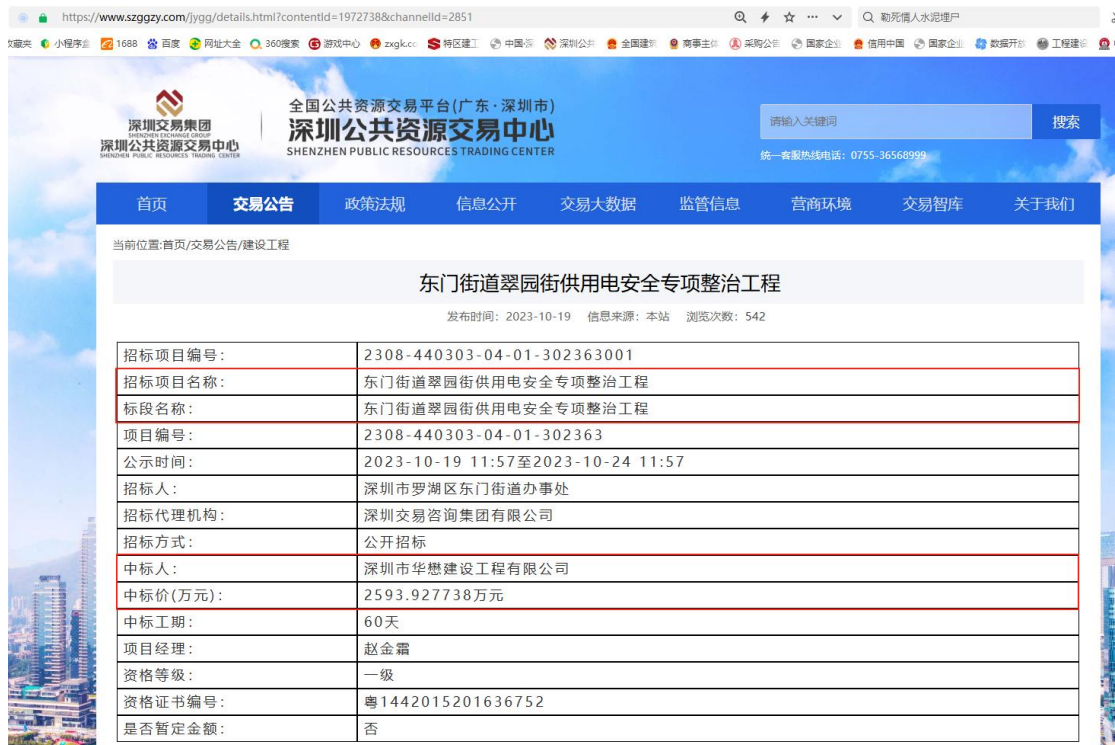 https://www.szggzy.com/jygg/details.html?contentId=1972738&channelId=2851
勒死情人水泥埋尸
收藏夹 小程序盒 1688 百度 网址大全 360搜索 游戏中心 zxgk.co 特区建工 中国·深 深圳公共 全国建筑 商事主体 采购公告 国家企业 信用中国 国家企业 数据开放 工程建设
深圳交易集团
SHENZHEN EXCHANGE GROUP
深圳公共资源交易中心
SHENZHEN PUBLIC RESOURCES TRADING CENTER
全国公共资源交易平台(广东·深圳市)
深圳公共资源交易中心
SHENZHEN PUBLIC RESOURCES TRADING CENTER
请输入关键词
搜索
统一客服热线电话：0755-36568999
首页 交易公告 政策法规 信息公开 交易大数据 监管信息 营商环境 交易智库 关于我们
当前位置:首页/交易公告/建设工程
东门街道翠园街供用电安全专项整治工程
发布时间：2023-10-19 信息来源：本站 浏览次数：542
招标项目编号： 2308-440303-04-01-302363001
招标项目名称： 东门街道翠园街供用电安全专项整治工程
标段名称： 东门街道翠园街供用电安全专项整治工程
项目编号： 2308-440303-04-01-302363
公示时间： 2023-10-19 11:57至2023-10-24 11:57
招标人： 深圳市罗湖区东门街道办事处
招标代理机构： 深圳交易咨询集团有限公司
招标方式： 公开招标
中标人： 深圳市华懋建设工程有限公司
中标价(万元)： 2593.927738万元
中标工期： 60天
项目经理： 赵金霜
资格等级： 一级
资格证书编号： 粤1442015201636752
是否暂定金额： 否